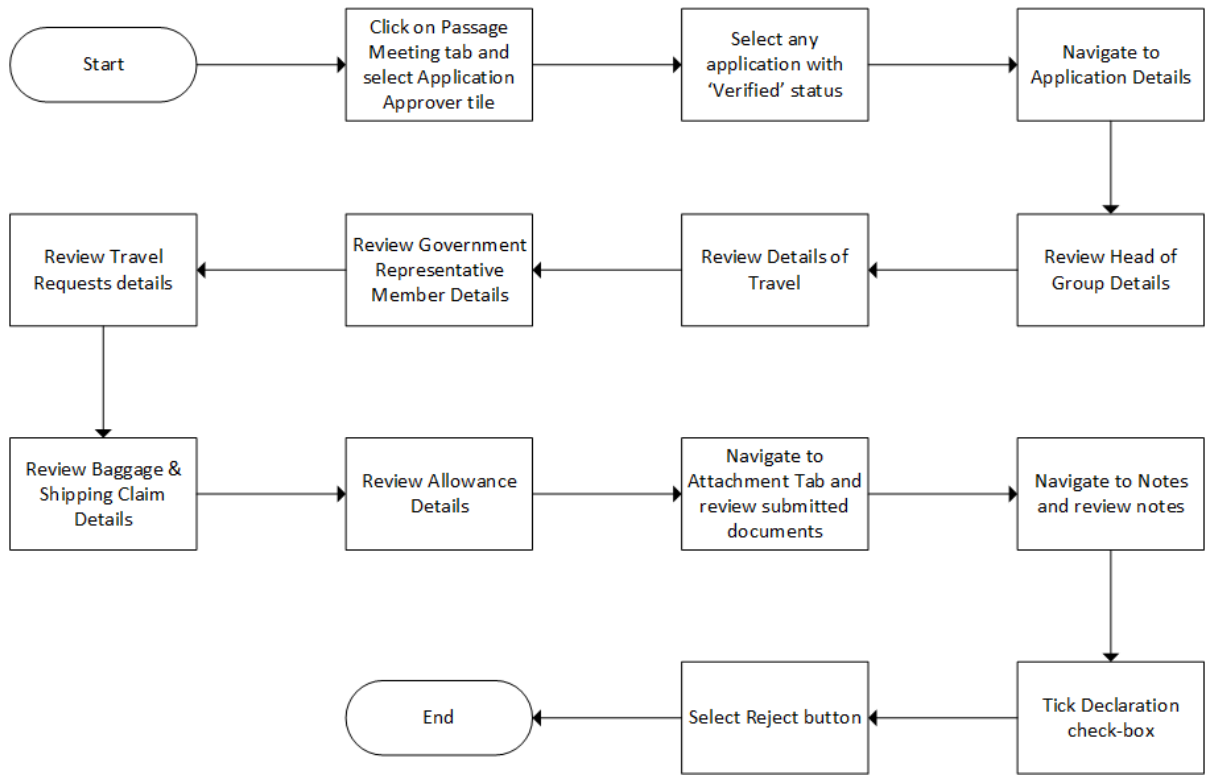 Start
Click on Passage
Meeting tab and
select Application
Approver tile
Select any
application with
‘Verified’ status
Navigate to
Application Details
Review Head of
Group Details
Review Details of
Travel
Review Government
Representative
Member Details
Review Travel
Requests details
Review Baggage &
Shipping Claim
Details
Review Allowance
Details
Navigate to
Attachment Tab and
review submitted
documents
Navigate to Notes
and review notes
Tick Declaration
check-box
Select Reject button
End